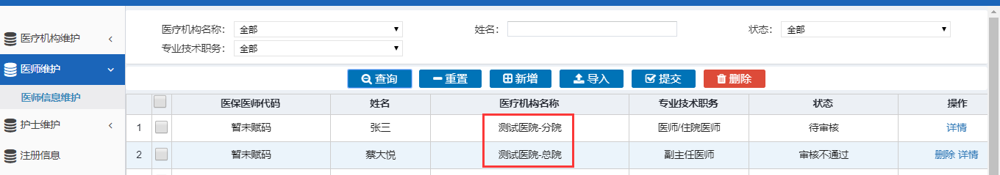 医疗机构名称： 全部 姓名： 状态： 全部
专业技术职务： 全部
医疗机构维护
医师维护
医师信息维护
护士维护
注册信息
查询 重置 新增 导入 提交 删除
医保医师代码 姓名 医疗机构名称 专业技术职务 状态 操作
1 暂未赋码 张三 测试医院-分院 医师/住院医师 待审核 详情
2 暂未赋码 蔡大悦 测试医院-总院 副主任医师 审核不通过 删除 详情